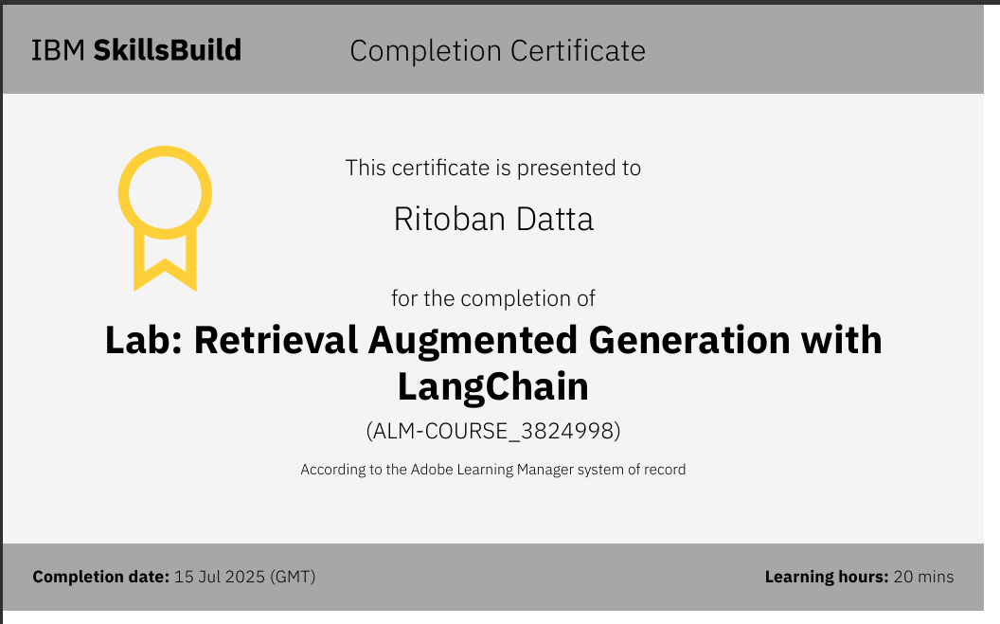 IBM SkillsBuild
Completion Certificate
This certificate is presented to
Ritoban Datta
for the completion of
Lab: Retrieval Augmented Generation with
LangChain
(ALM-COURSE_3824998)
According to the Adobe Learning Manager system of record
Completion date: 15 Jul 2025 (GMT)
Learning hours: 20 mins